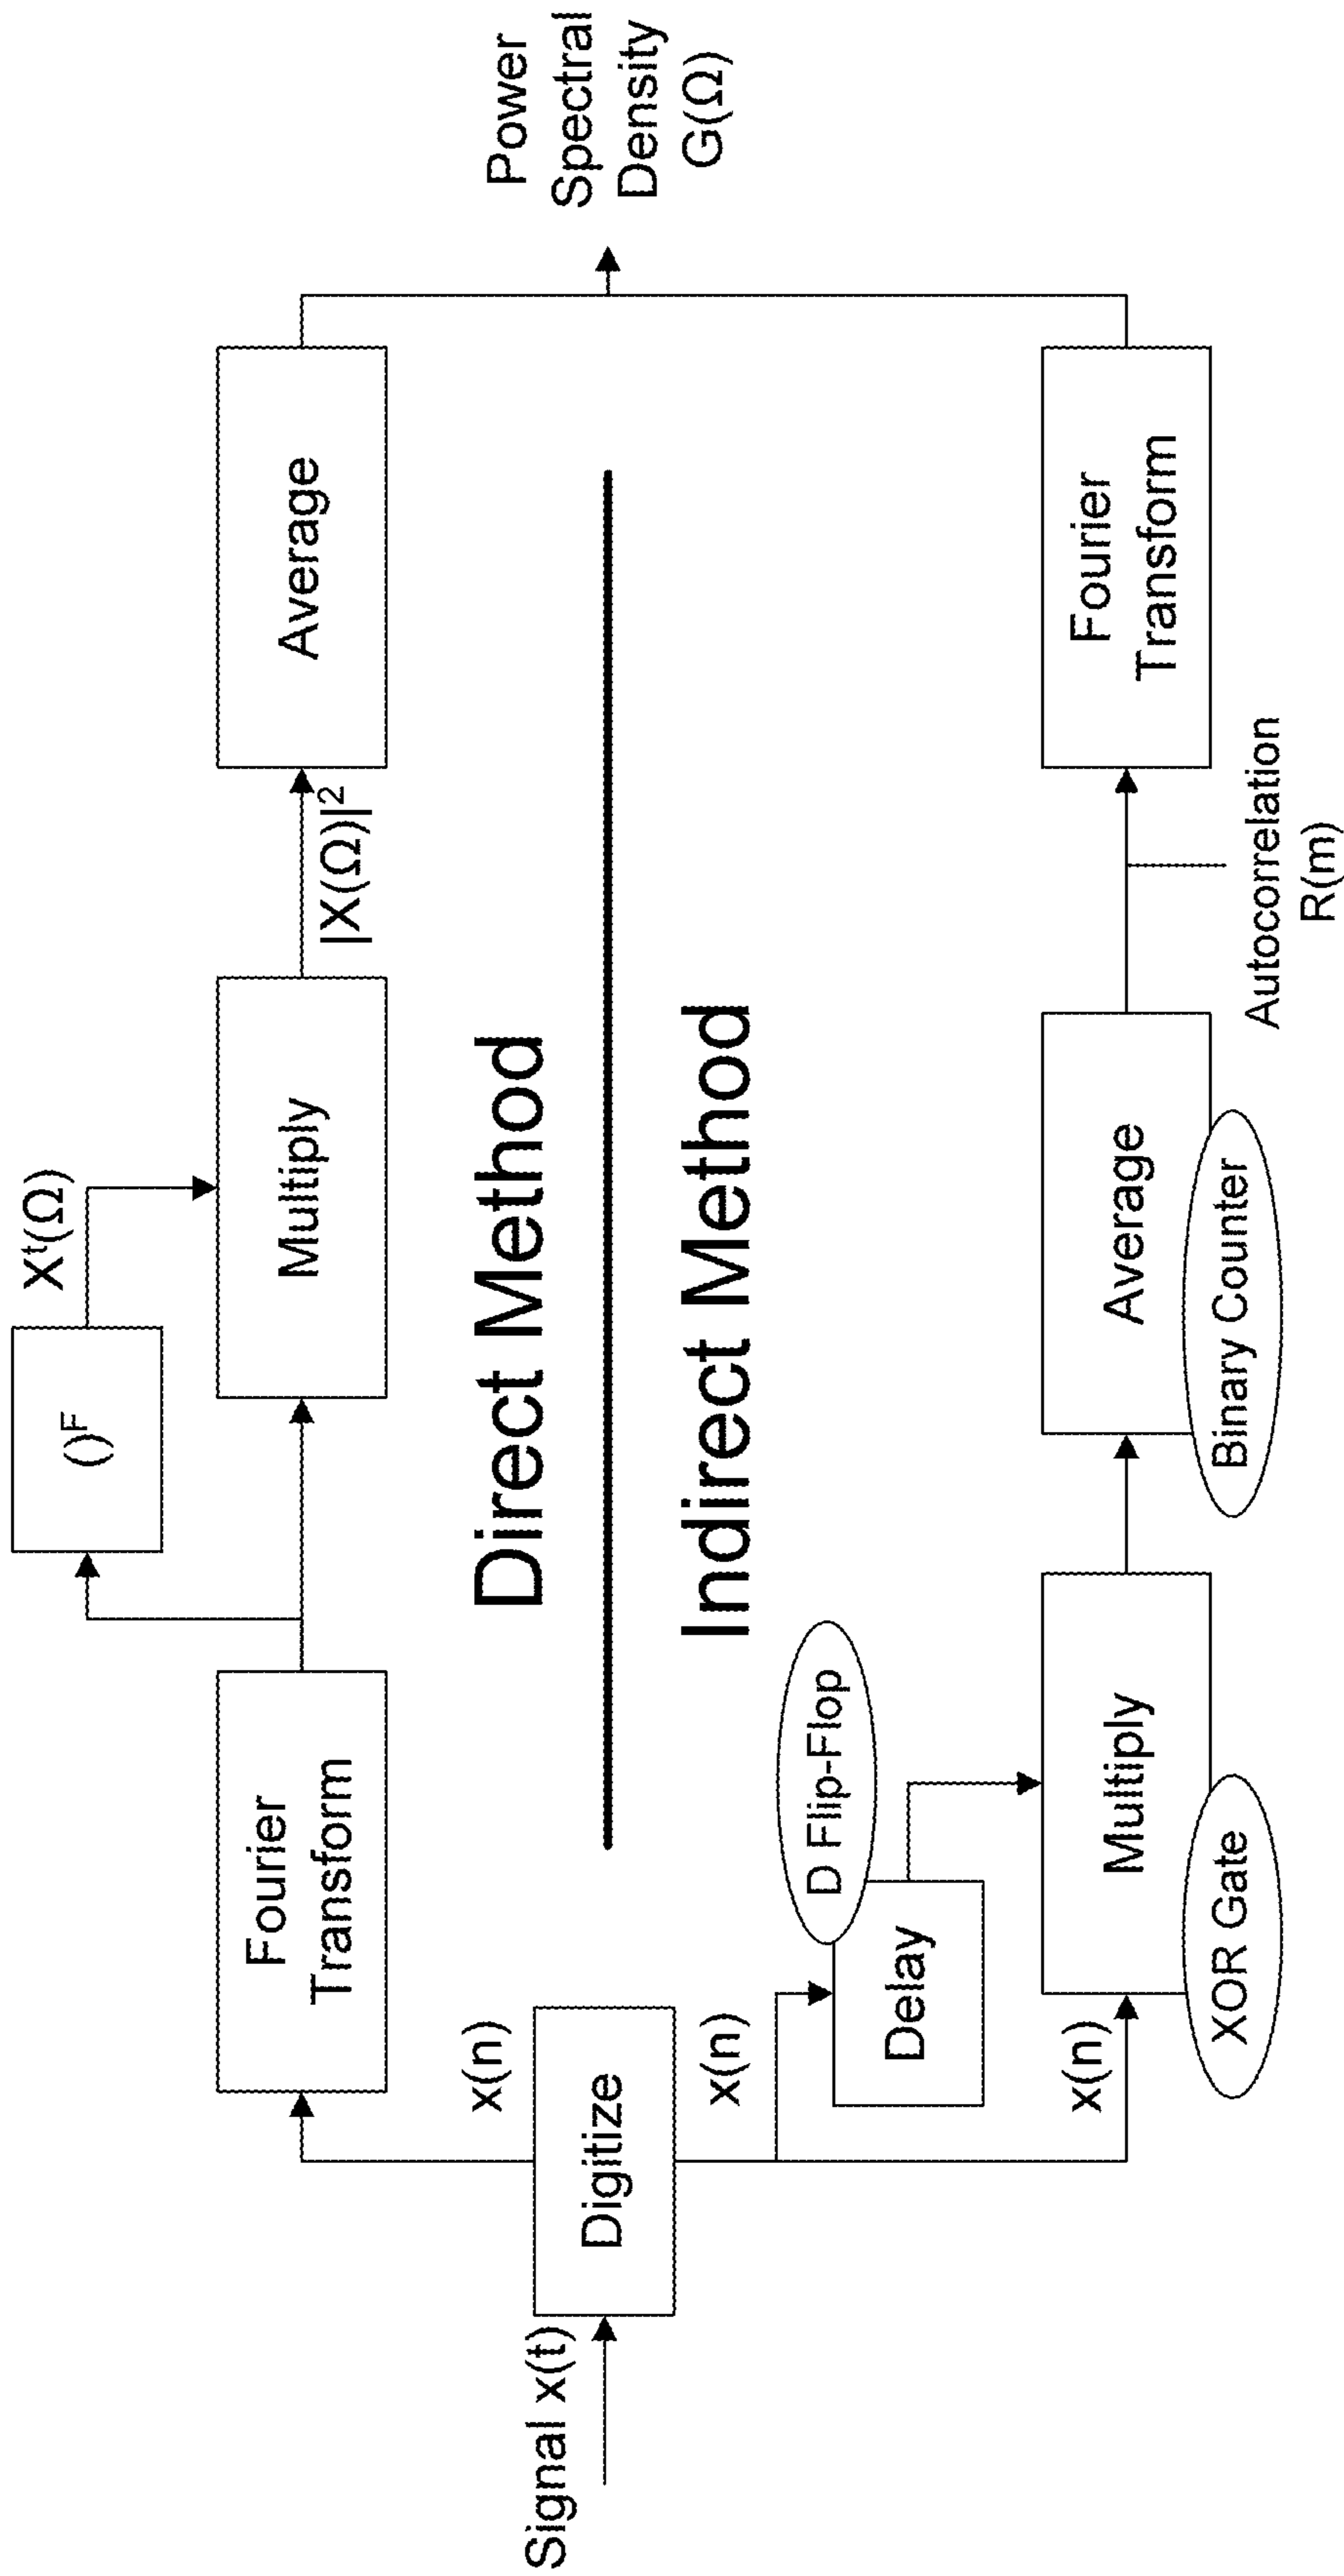 Signal x(t)
Digitize
x(n)
x(n)
Fourier
Transform
()ᶠ
Xᵗ(Ω)
Multiply
|X(Ω)|²
Average
Direct Method
Indirect Method
D Flip-Flop
Delay
x(n)
Multiply
XOR Gate
Average
Binary Counter
Autocorrelation
R(m)
Fourier
Transform
Power
Spectral
Density
G(Ω)